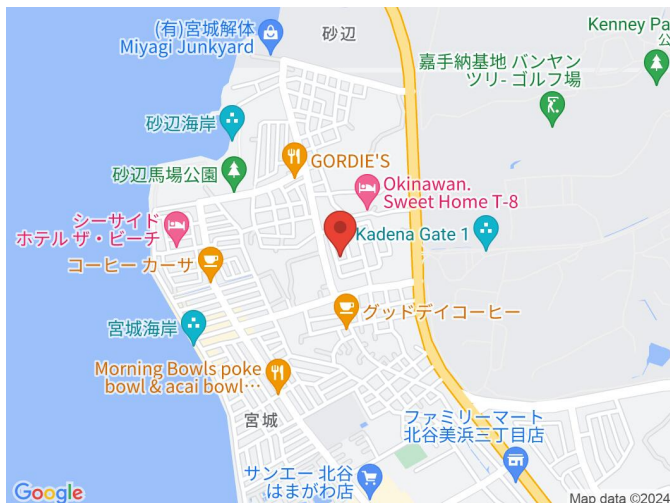 (有)宮城解体
Miyagi Junkyard
砂辺
Kenney Pa
公
嘉手納基地 バンヤン
ツリ- ゴルフ場
砂辺海岸
GORDIE'S
砂辺馬場公園
Okinawan.
Sweet Home T-8
シーサイド
ホテル ザ・ビーチ
Kadena Gate 1
コーヒー カーサ
グッドデイコーヒー
宮城海岸
Morning Bowls poke
bowl & acai bowl…
宮城
ファミリーマート
北谷美浜三丁目店
サンエー 北谷
はまがわ店
Google
Map data ©2024